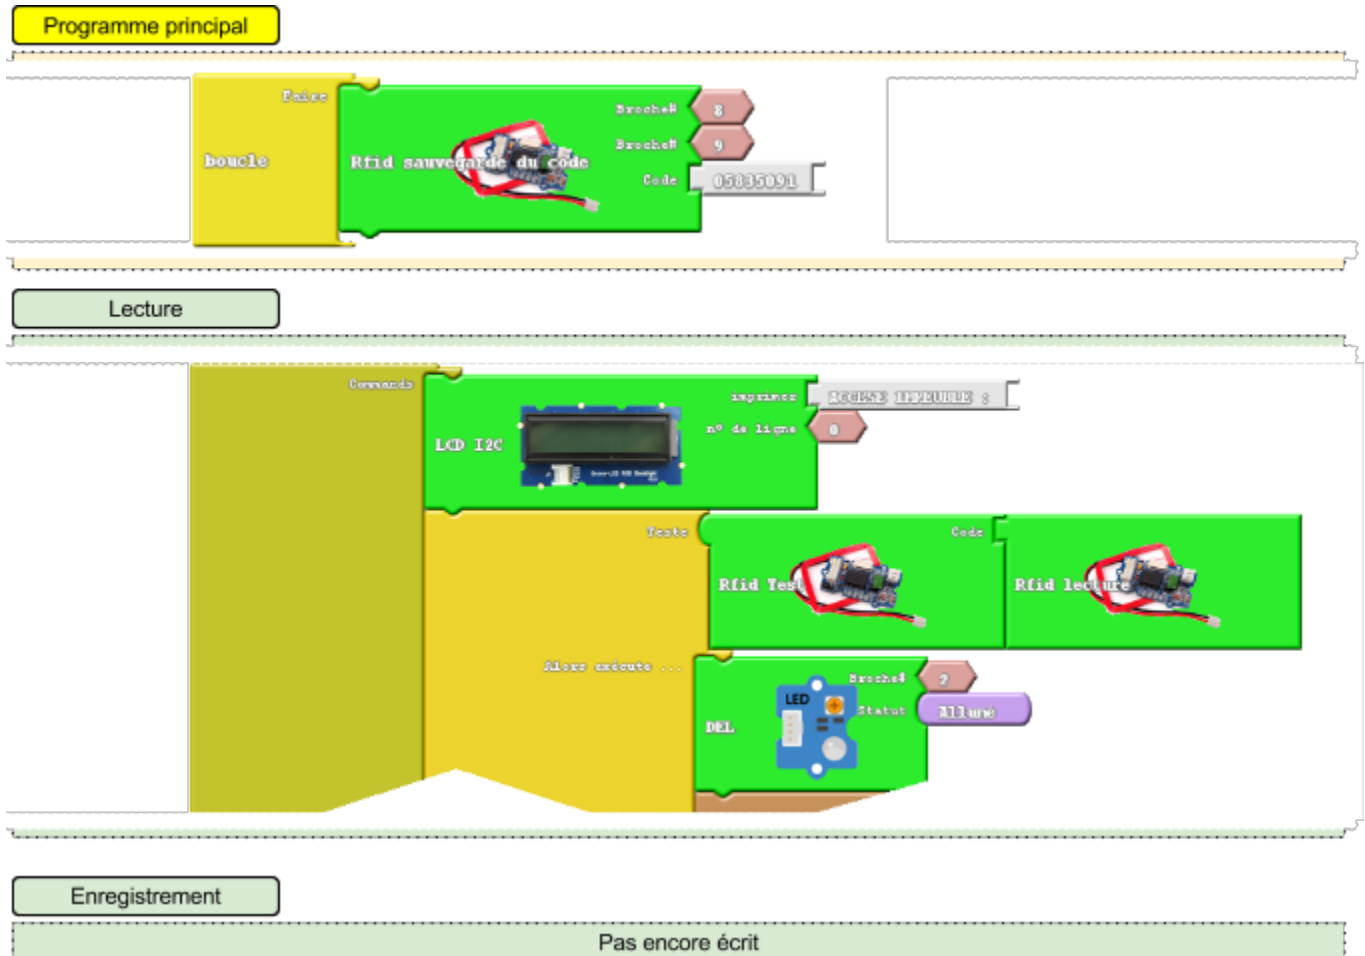 Programme principal
Faire
Broche# 8
Broche# 9
boucle
Rfid sauvegarde du code
Code 05835091
Lecture
Commands
imprimer
n° de ligne 0
LCD I2C
Teste
Code
Rfid Test
Rfid lecture
Alors exécute ...
Broche# 2
LED
Statut Allumé
DEL
Enregistrement
Pas encore écrit